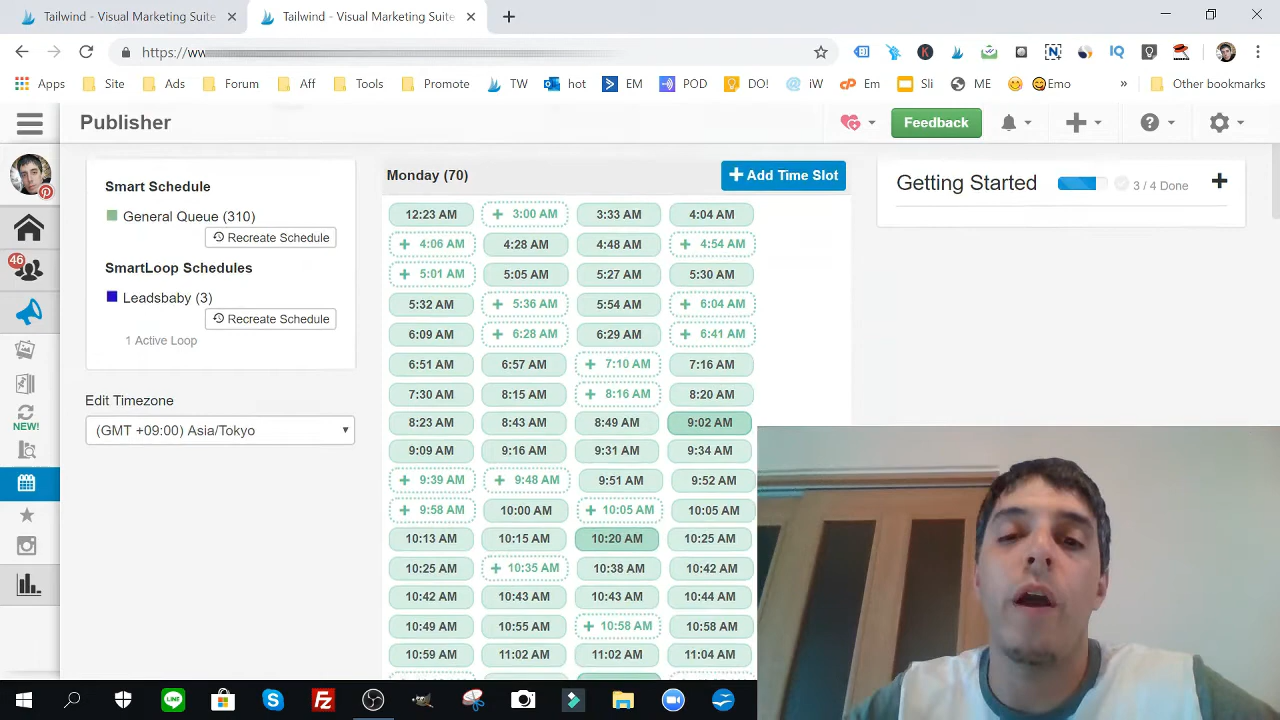 Tailwind - Visual Marketing Suite
Tailwind - Visual Marketing Suite
https://ww
Apps Site Ads Forum Aff Tools Promote TW hot EM POD DO! iW Em Sli ME Emo » Other bookmarks
Publisher
Feedback
Smart Schedule
General Queue (310)
Recreate Schedule
SmartLoop Schedules
Leadsbaby (3)
Recreate Schedule
1 Active Loop
Edit Timezone
(GMT +09:00) Asia/Tokyo
46
NEW!
Monday (70)
+ Add Time Slot
12:23 AM + 3:00 AM 3:33 AM 4:04 AM
+ 4:06 AM 4:28 AM 4:48 AM + 4:54 AM
+ 5:01 AM 5:05 AM 5:27 AM 5:30 AM
5:32 AM + 5:36 AM 5:54 AM + 6:04 AM
6:09 AM + 6:28 AM 6:29 AM + 6:41 AM
6:51 AM 6:57 AM + 7:10 AM 7:16 AM
7:30 AM 8:15 AM + 8:16 AM 8:20 AM
8:23 AM 8:43 AM 8:49 AM 9:02 AM
9:09 AM 9:16 AM 9:31 AM 9:34 AM
+ 9:39 AM + 9:48 AM 9:51 AM 9:52 AM
+ 9:58 AM 10:00 AM + 10:05 AM 10:05 AM
10:13 AM 10:15 AM 10:20 AM 10:25 AM
10:25 AM + 10:35 AM 10:38 AM 10:42 AM
10:42 AM 10:43 AM 10:43 AM 10:44 AM
10:49 AM 10:55 AM + 10:58 AM 10:58 AM
10:59 AM 11:02 AM 11:02 AM 11:04 AM
Getting Started
3 / 4 Done
K
N
IQ
LINE